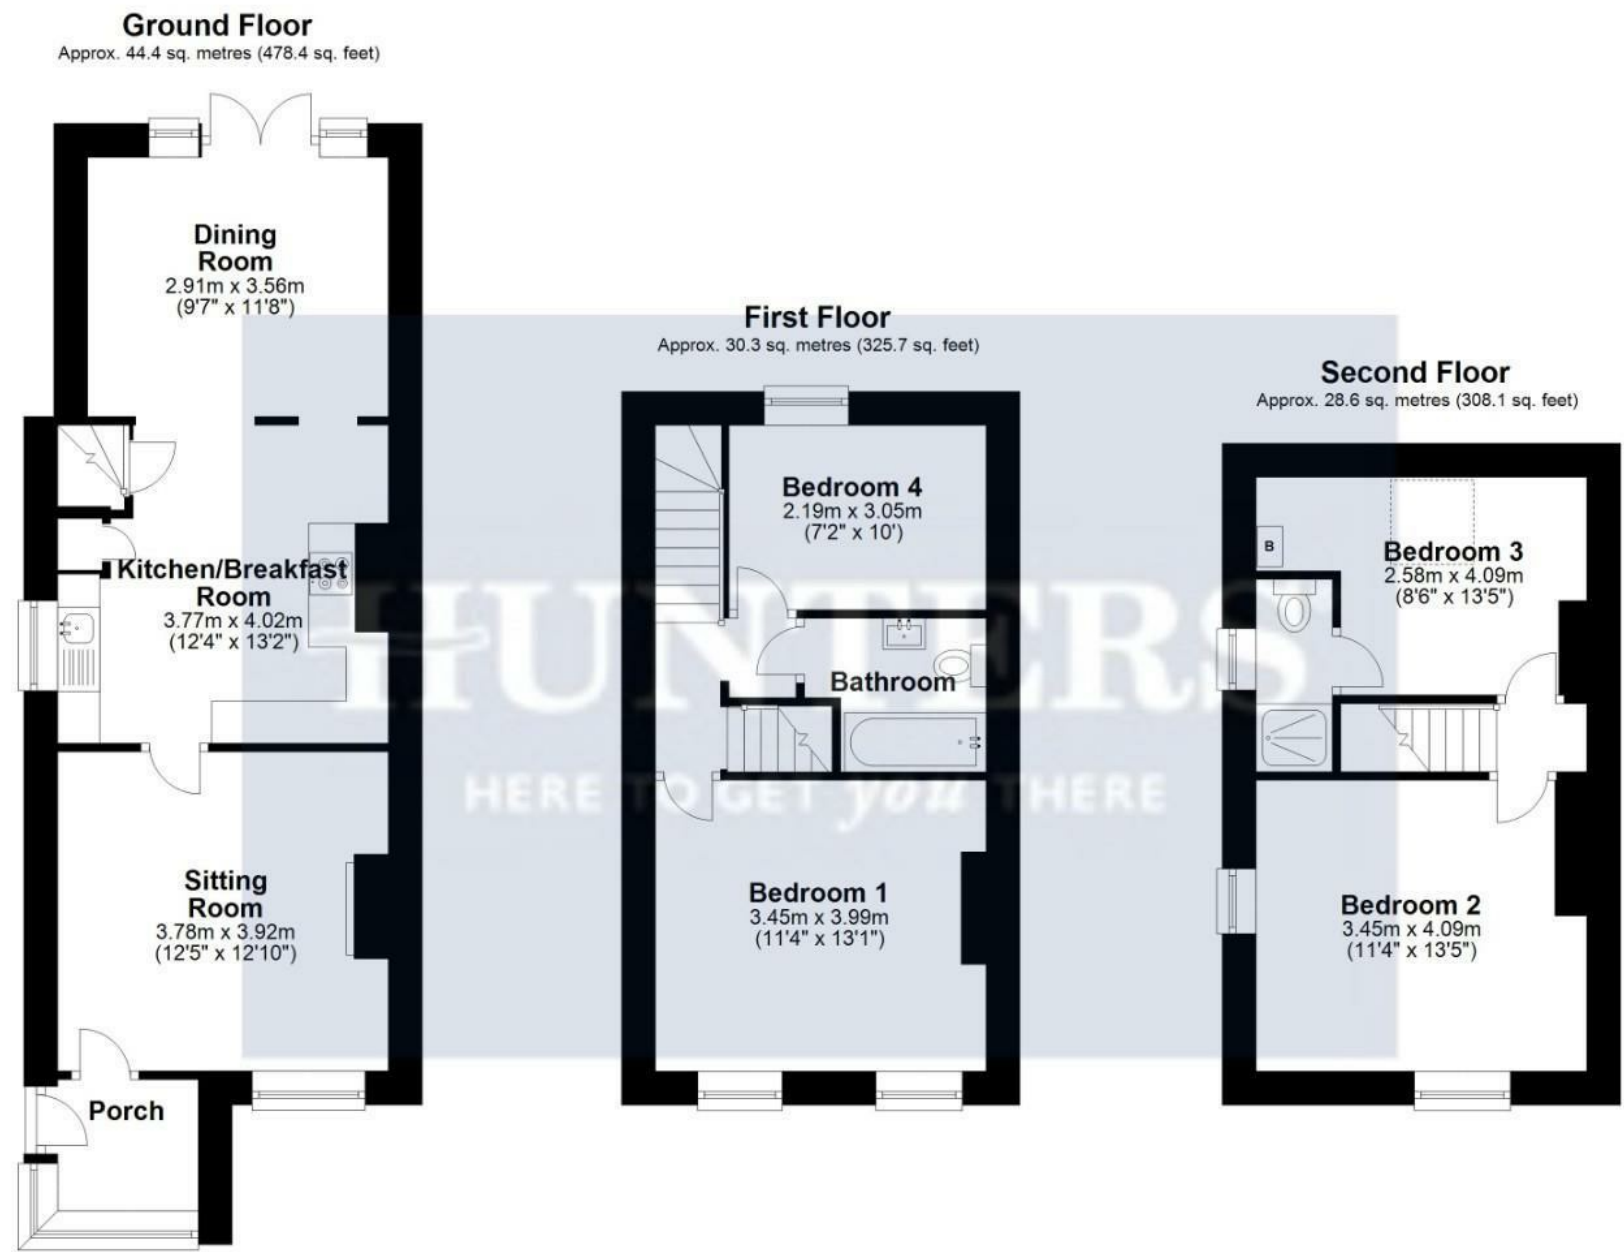 Ground Floor
Approx. 44.4 sq. metres (478.4 sq. feet)
Dining
Room
2.91m x 3.56m
(9'7" x 11'8")
Kitchen/Breakfast
Room
3.77m x 4.02m
(12'4" x 13'2")
Sitting
Room
3.78m x 3.92m
(12'5" x 12'10")
Porch
First Floor
Approx. 30.3 sq. metres (325.7 sq. feet)
Bedroom 4
2.19m x 3.05m
(7'2" x 10')
Bathroom
Bedroom 1
3.45m x 3.99m
(11'4" x 13'1")
Second Floor
Approx. 28.6 sq. metres (308.1 sq. feet)
B
Bedroom 3
2.58m x 4.09m
(8'6" x 13'5")
Bedroom 2
3.45m x 4.09m
(11'4" x 13'5")
HUNTERS
HERE TO GET you THERE